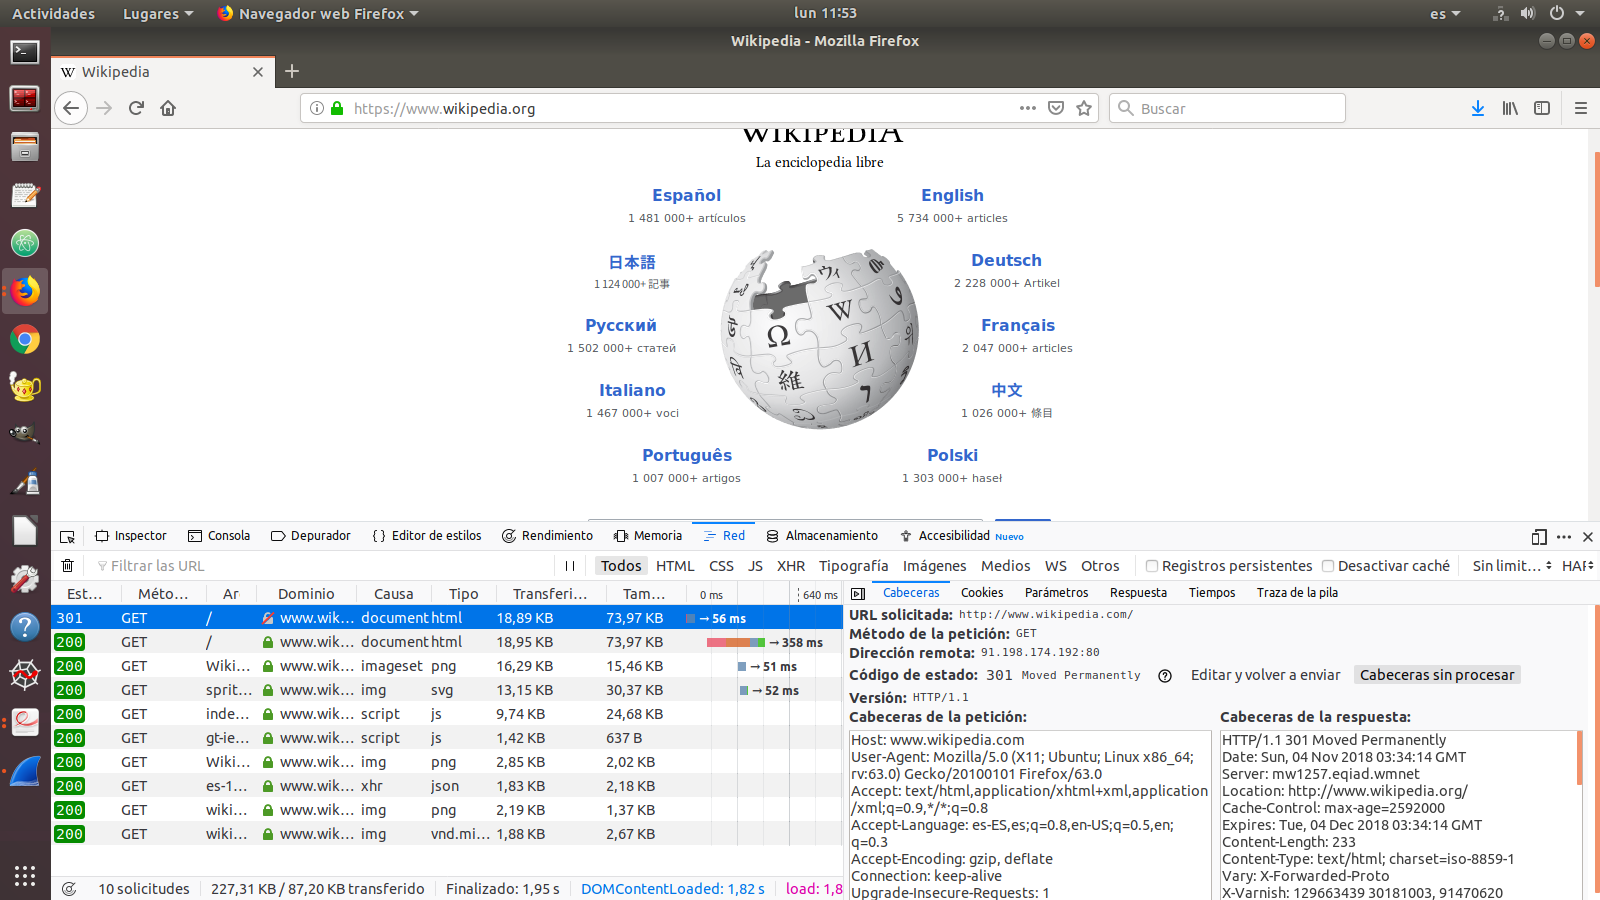 Actividades Lugares Navegador web Firefox lun 11:53 es
Wikipedia - Mozilla Firefox
Wikipedia
https://www.wikipedia.org Buscar
WIKIPEDIA
La enciclopedia libre
Español English
1 481 000+ artículos 5 734 000+ articles
日本語 Deutsch
1 124 000+ 記事 2 228 000+ Artikel
Русский Français
1 502 000+ статей 2 047 000+ articles
Italiano 中文
1 467 000+ voci 1 026 000+ 條目
Português Polski
1 007 000+ artigos 1 303 000+ haseł
Inspector Consola Depurador Editor de estilos Rendimiento Memoria Red Almacenamiento Accesibilidad Nuevo
Filtrar las URL Todos HTML CSS JS XHR Tipografía Imágenes Medios WS Otros Registros persistentes Desactivar caché Sin limit... HAR
Est... Méto... Ar Dominio Causa Tipo Transferi... Tam... 0 ms 640 ms
301 GET / www.wik... document html 18,89 KB 73,97 KB → 56 ms
200 GET / www.wik... document html 18,95 KB 73,97 KB → 358 ms
200 GET Wiki... www.wik... imageset png 16,29 KB 15,46 KB → 51 ms
200 GET sprit... www.wik... img svg 13,15 KB 30,37 KB → 52 ms
200 GET inde... www.wik... script js 9,74 KB 24,68 KB
200 GET gt-ie... www.wik... script js 1,42 KB 637 B
200 GET Wiki... www.wik... img png 2,85 KB 2,02 KB
200 GET es-1... www.wik... xhr json 1,83 KB 2,18 KB
200 GET wiki... www.wik... img png 2,19 KB 1,37 KB
200 GET wiki... www.wik... img vnd.mi... 1,88 KB 2,67 KB
10 solicitudes 227,31 KB / 87,20 KB transferido Finalizado: 1,95 s DOMContentLoaded: 1,82 s load: 1,8
Cabeceras Cookies Parámetros Respuesta Tiempos Traza de la pila
URL solicitada: http://www.wikipedia.com/
Método de la petición: GET
Dirección remota: 91.198.174.192:80
Código de estado: 301 Moved Permanently Editar y volver a enviar Cabeceras sin procesar
Versión: HTTP/1.1
Cabeceras de la petición:
Host: www.wikipedia.com
User-Agent: Mozilla/5.0 (X11; Ubuntu; Linux x86_64;
rv:63.0) Gecko/20100101 Firefox/63.0
Accept: text/html,application/xhtml+xml,application
/xml;q=0.9,*/*;q=0.8
Accept-Language: es-ES,es;q=0.8,en-US;q=0.5,en;
q=0.3
Accept-Encoding: gzip, deflate
Connection: keep-alive
Upgrade-Insecure-Requests: 1
Cabeceras de la respuesta:
HTTP/1.1 301 Moved Permanently
Date: Sun, 04 Nov 2018 03:34:14 GMT
Server: mw1257.eqiad.wmnet
Location: http://www.wikipedia.org/
Cache-Control: max-age=2592000
Expires: Tue, 04 Dec 2018 03:34:14 GMT
Content-Length: 233
Content-Type: text/html; charset=iso-8859-1
Vary: X-Forwarded-Proto
X-Varnish: 129663439 30181003, 91470620